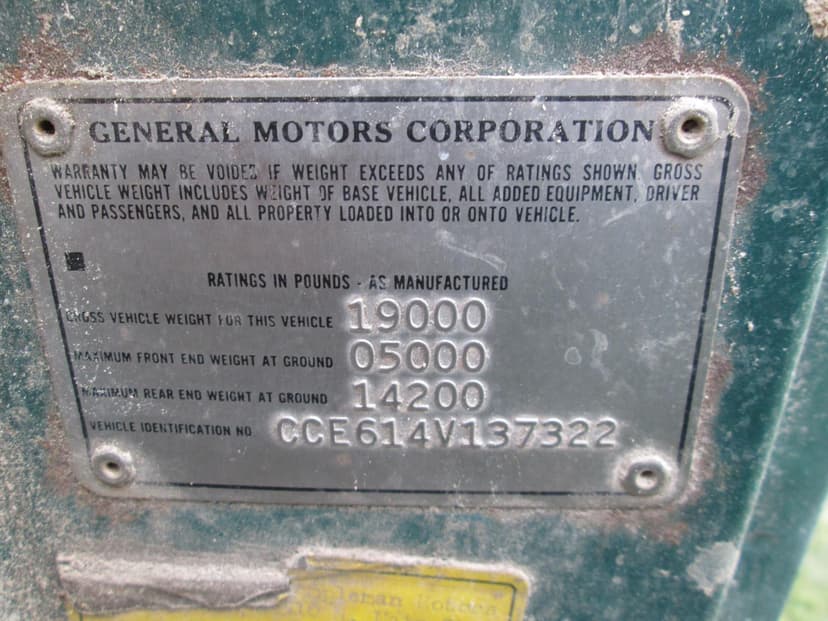 GENERAL MOTORS CORPORATION
WARRANTY MAY BE VOIDED IF WEIGHT EXCEEDS ANY OF RATINGS SHOWN. GROSS
VEHICLE WEIGHT INCLUDES WEIGHT OF BASE VEHICLE, ALL ADDED EQUIPMENT, DRIVER
AND PASSENGERS, AND ALL PROPERTY LOADED INTO OR ONTO VEHICLE.
RATINGS IN POUNDS - AS MANUFACTURED
GROSS VEHICLE WEIGHT FOR THIS VEHICLE 19000
MAXIMUM FRONT END WEIGHT AT GROUND 05000
MAXIMUM REAR END WEIGHT AT GROUND 14200
VEHICLE IDENTIFICATION NO. CCE614V137322
Motors